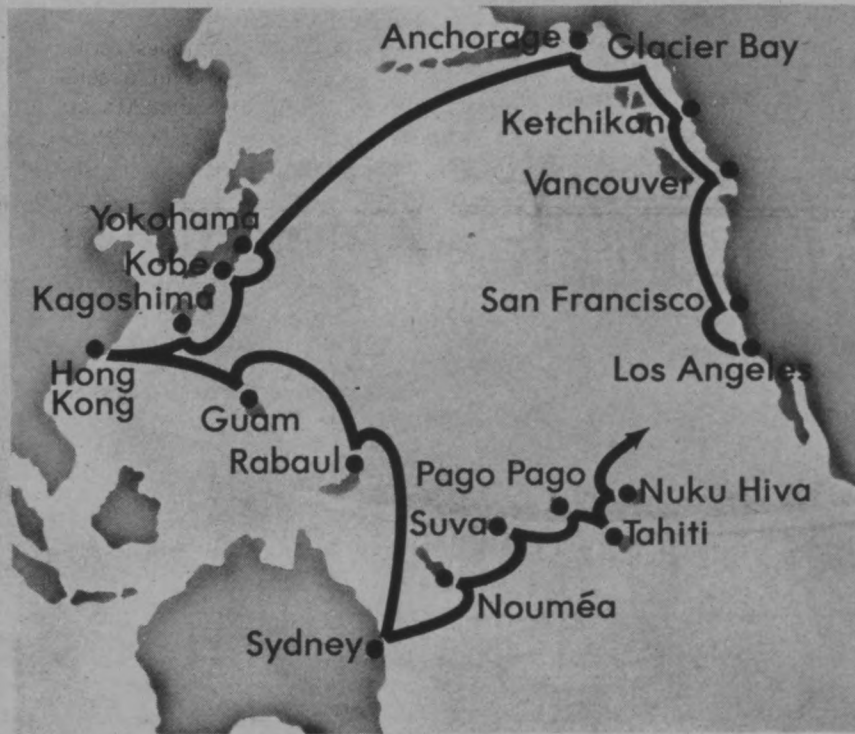 Anchorage
Glacier Bay
Ketchikan
Vancouver
Yokohama
Kobe
Kagoshima
San Francisco
Los Angeles
Hong
Kong
Guam
Rabaul
Pago Pago
Nuku Hiva
Suva
Tahiti
Nouméa
Sydney